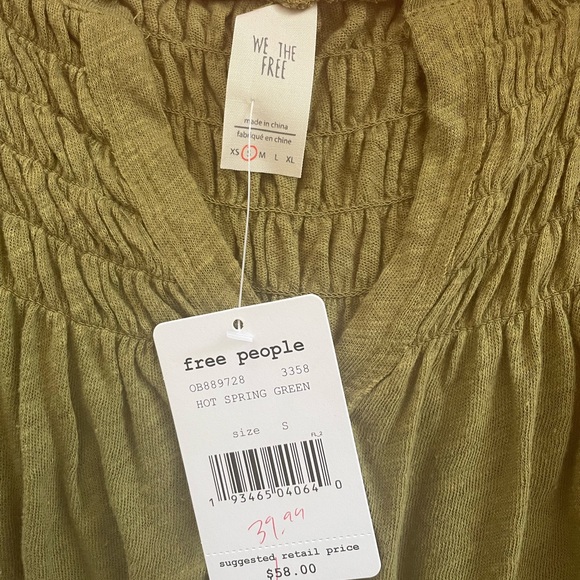 WE THE
FREE
made in china
fabriqué en chine
XS S M L XL
free people
OB889728 3358
HOT SPRING GREEN
size S
1 93465 04064 0
39.99
suggested retail price
$58.00